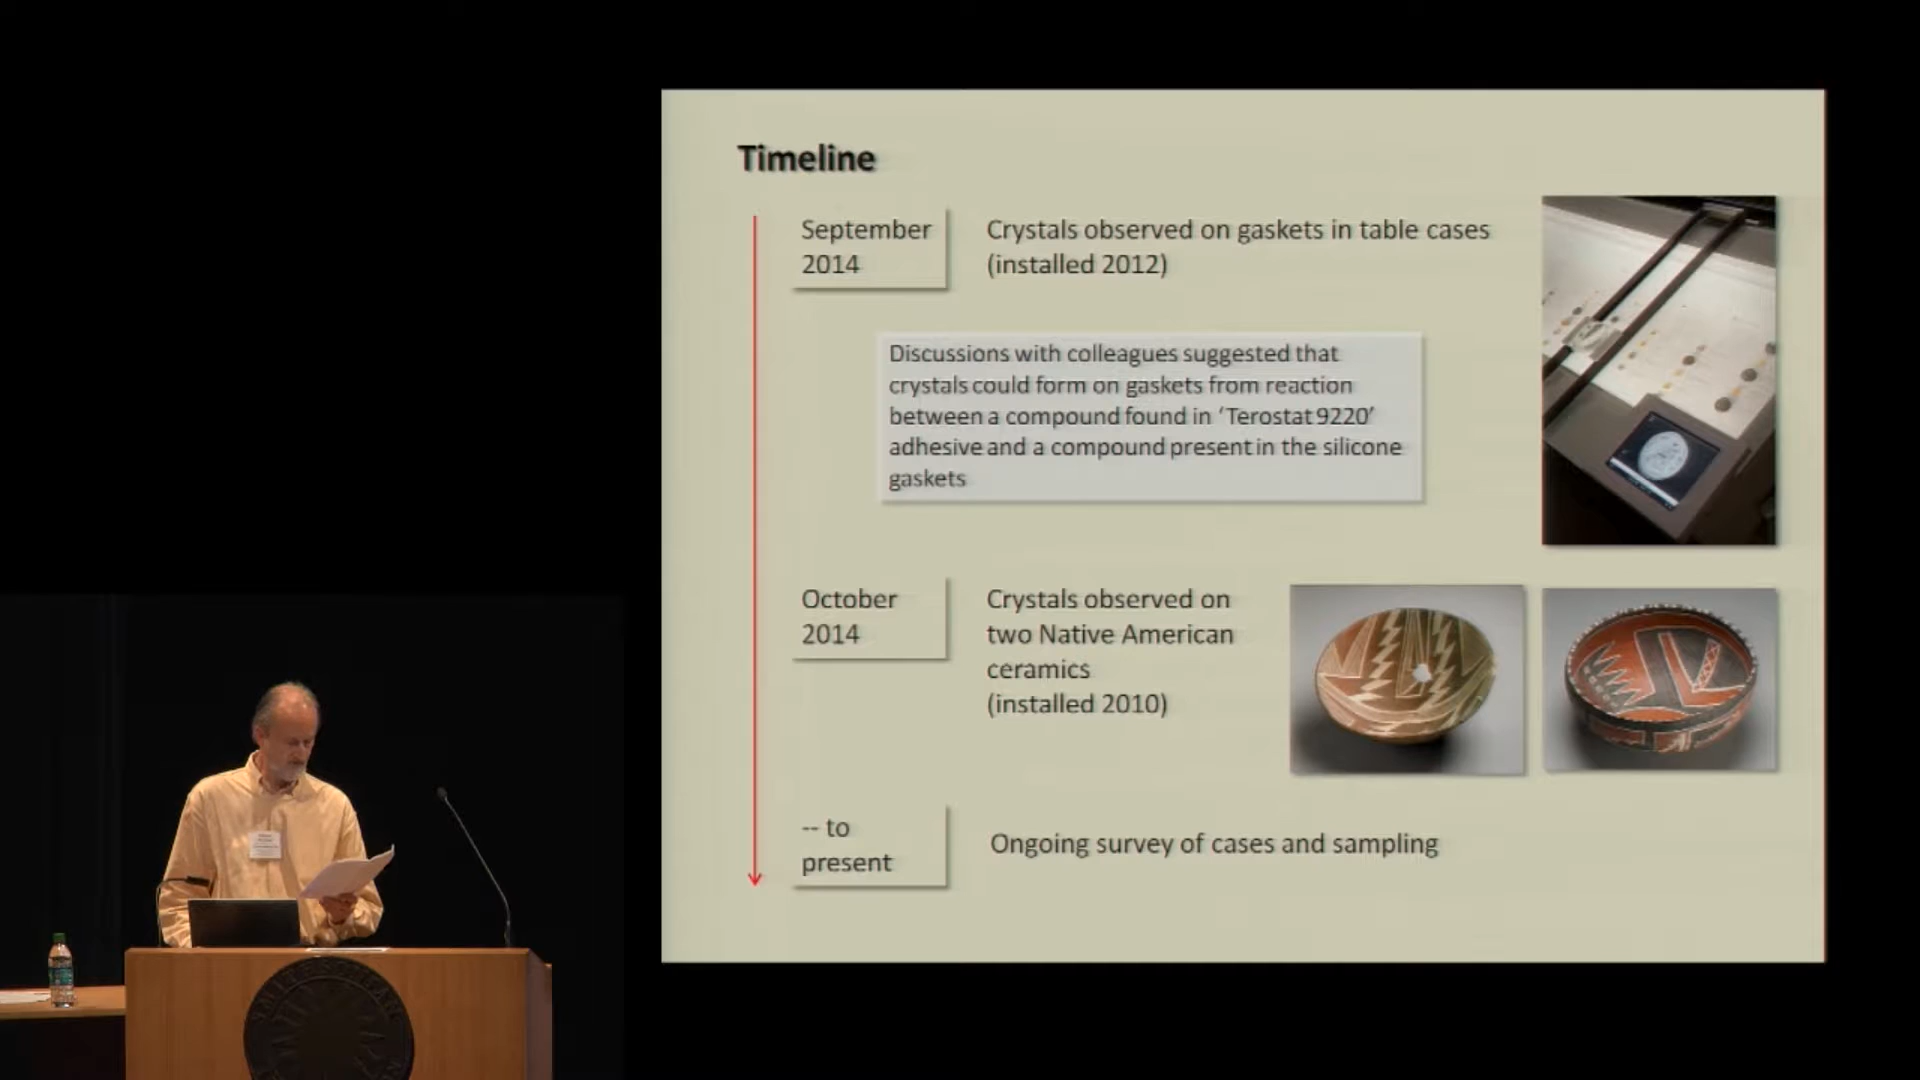 Timeline
September
2014
Crystals observed on gaskets in table cases
(installed 2012)
Discussions with colleagues suggested that
crystals could form on gaskets from reaction
between a compound found in ‘Terostat 9220’
adhesive and a compound present in the silicone
gaskets
October
2014
Crystals observed on
two Native American
ceramics
(installed 2010)
-- to
present
Ongoing survey of cases and sampling